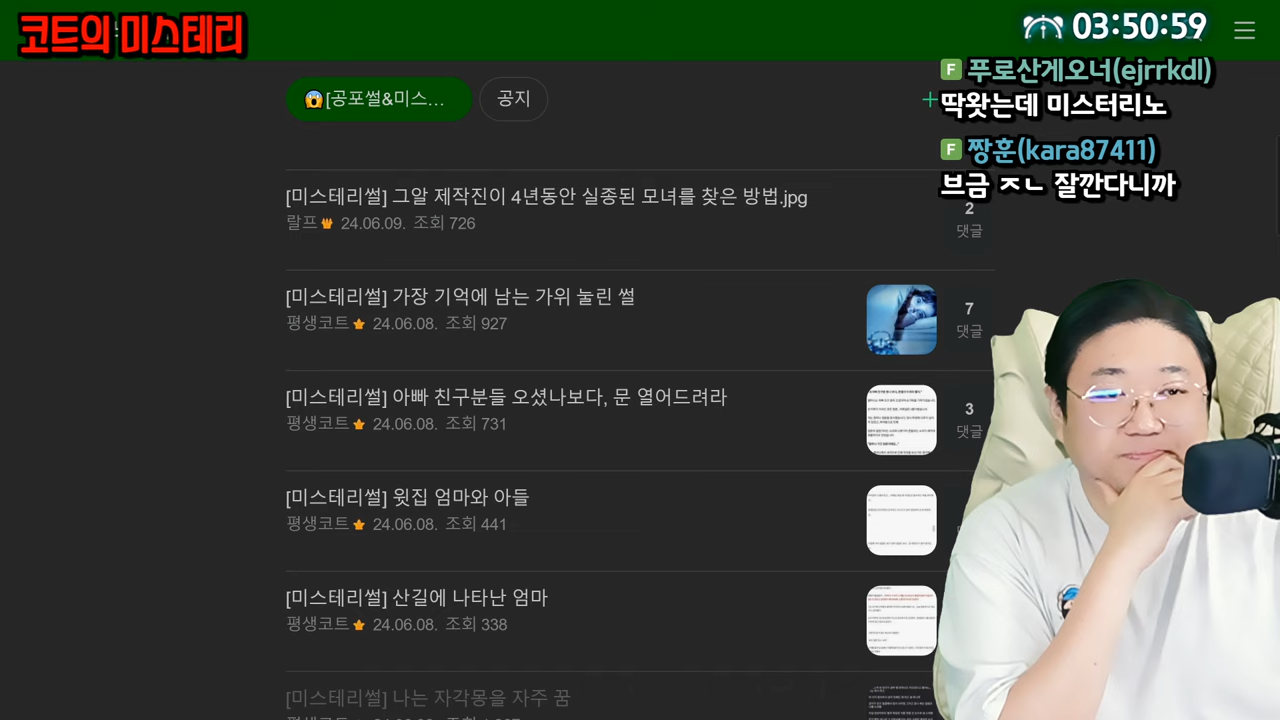 코트의 미스테리
03:50:59
😱[공포썰&미스…
공지
F 푸로산게오너(ejrrkdl)
딱왓는데 미스터리노
F 짱훈(kara87411)
브금 ㅈㄴ 잘깐다니까
[미스테리썰] 그알 제작진이 4년동안 실종된 모녀를 찾은 방법.jpg
랄프 24.06.09. 조회 726
2
댓글
[미스테리썰] 가장 기억에 남는 가위 눌린 썰
평생코트 24.06.08. 조회 927
7
댓글
[미스테리썰] 아빠 친구분들 오셨나보다, 문 열어드려라
평생코트 24.06.08. 조회 731
3
댓글
[미스테리썰] 윗집 엄마와 아들
평생코트 24.06.08. 조회 441
[미스테리썰] 산길에 나타난 엄마
평생코트 24.06.08. 조회 388
[미스테리썰] 나는 자각몽을 자주 꿈